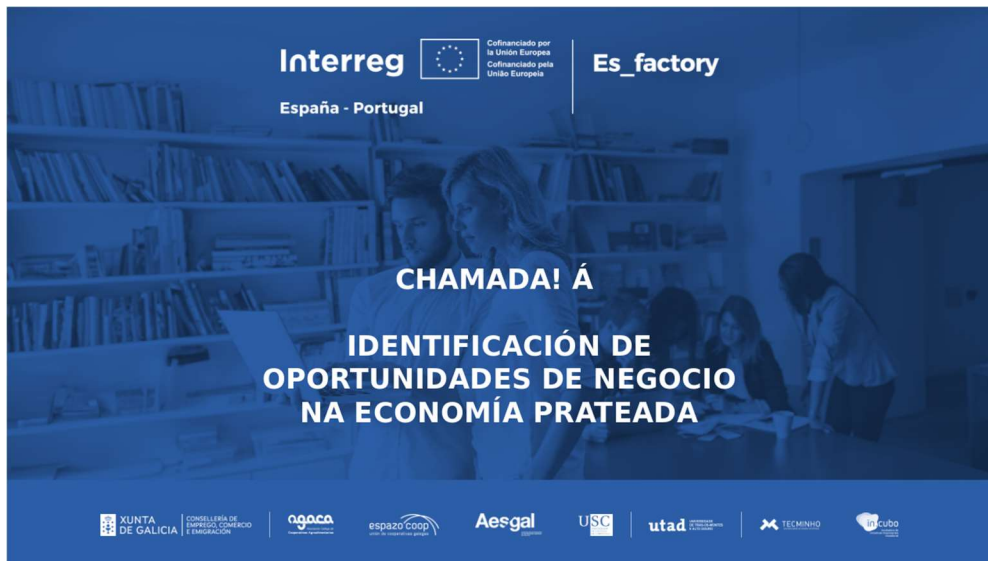 Interreg
Cofinanciado por
la Unión Europea
Cofinanciado pela
União Europeia
Es_factory
España - Portugal
CHAMADA! Á
IDENTIFICACIÓN DE
OPORTUNIDADES DE NEGOCIO
NA ECONOMÍA PRATEADA
XUNTA
DE GALICIA
CONSELLERÍA DE
EMPREGO, COMERCIO
E EMIGRACIÓN
agaca
espazo coop
unión de cooperativas galegas
Aesgal
USC
utad
TECMINHO
incubo